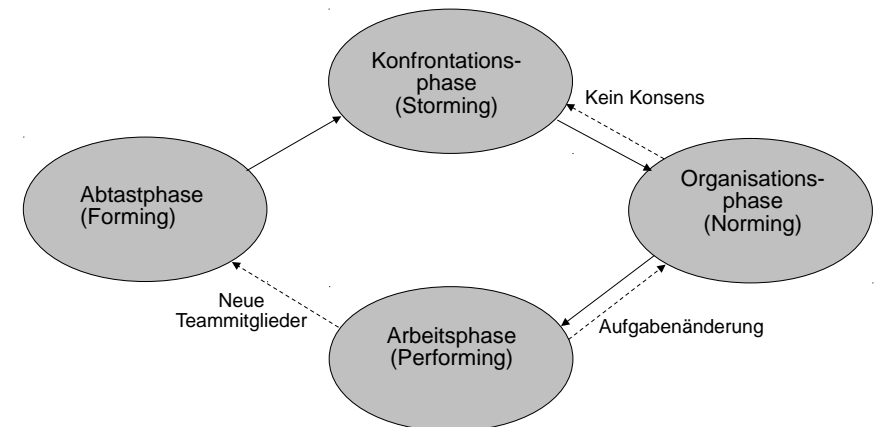 Konfrontations-
phase
(Storming)
Kein Konsens
Abtastphase
(Forming)
Organisations-
phase
(Norming)
Neue
Teammitglieder
Arbeitsphase
(Performing)
Aufgabenänderung